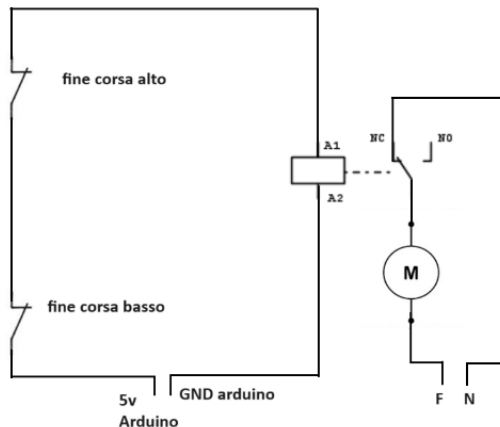 fine corsa alto
A1
NC
NO
A2
M
fine corsa basso
5v
Arduino
GND arduino
F
N